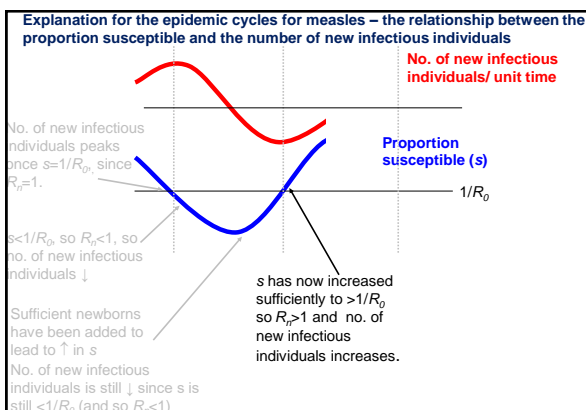 Explanation for the epidemic cycles for measles – the relationship between the
proportion susceptible and the number of new infectious individuals
No. of new infectious
individuals/ unit time
No. of new infectious
individuals peaks
once s=1/R0, since
Rn=1.
Proportion
susceptible (s)
1/R0
s<1/R0, so Rn<1, so
no. of new infectious
individuals ↓
s has now increased
sufficiently to >1/R0
so Rn>1 and no. of
new infectious
individuals increases.
Sufficient newborns
have been added to
lead to ↑ in s
No. of new infectious
individuals is still ↓ since s is
still <1/R0 (and so Rn<1)